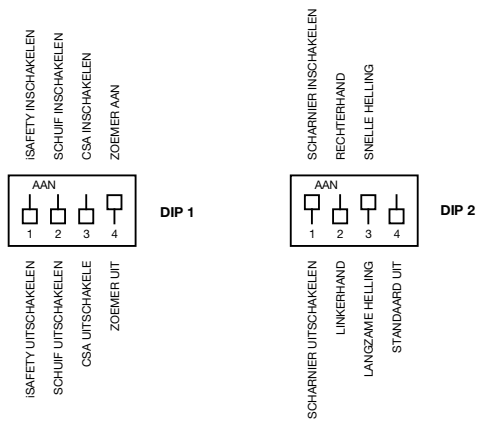 iSAFETY INSCHAKELEN
SCHUIF INSCHAKELEN
CSA INSCHAKELEN
ZOEMER AAN
AAN
1 2 3 4
DIP 1
iSAFETY UITSCHAKELEN
SCHUIF UITSCHAKELEN
CSA UITSCHAKELE
ZOEMER UIT
SCHARNIER INSCHAKELEN
RECHTERHAND
SNELLE HELLING
AAN
1 2 3 4
DIP 2
SCHARNIER UITSCHAKELEN
LINKERHAND
LANGZAME HELLING
STANDAARD UIT